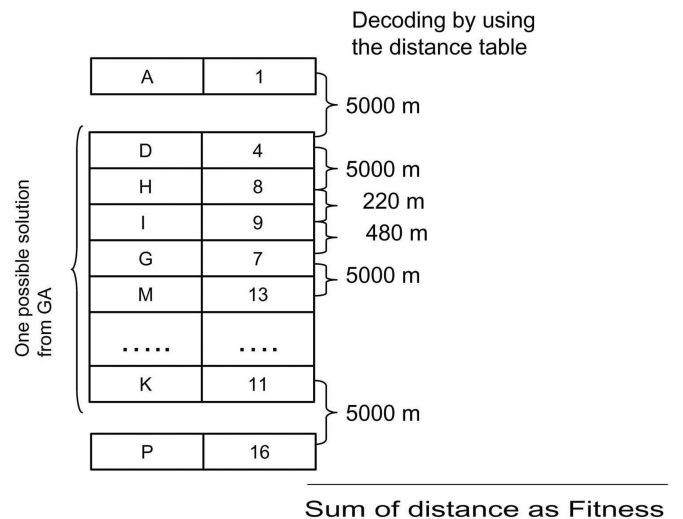 Decoding by using
the distance table
A 1
5000 m
One possible solution
from GA
D 4
5000 m
H 8
220 m
I 9
480 m
G 7
5000 m
M 13
..... ....
K 11
5000 m
P 16
Sum of distance as Fitness